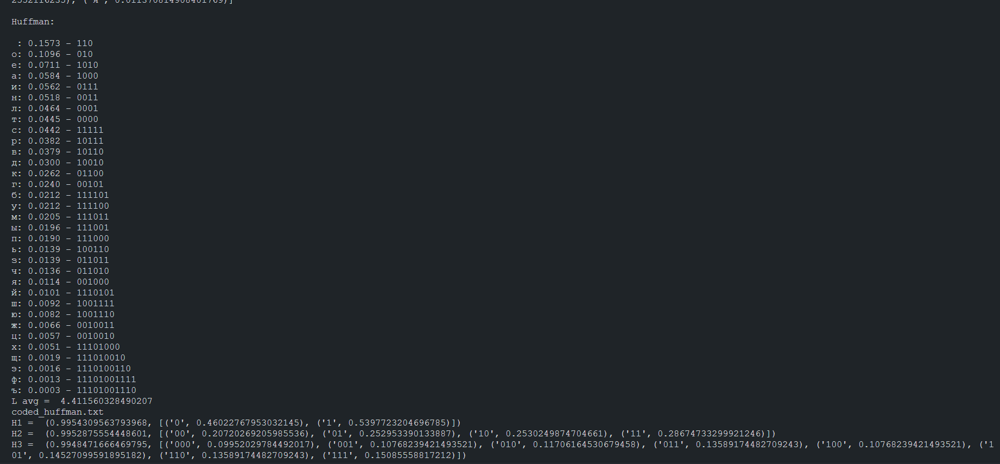 2552116235), ('я', 0.011370814908401769)]
Huffman:
 : 0.1573 - 110
о: 0.1096 - 010
е: 0.0711 - 1010
а: 0.0584 - 1000
и: 0.0562 - 0111
н: 0.0518 - 0011
л: 0.0464 - 0001
т: 0.0445 - 0000
с: 0.0442 - 11111
р: 0.0382 - 10111
в: 0.0379 - 10110
д: 0.0300 - 10010
к: 0.0262 - 01100
г: 0.0240 - 00101
б: 0.0212 - 111101
у: 0.0212 - 111100
м: 0.0205 - 111011
ы: 0.0196 - 111001
п: 0.0190 - 111000
ь: 0.0139 - 100110
з: 0.0139 - 011011
ч: 0.0136 - 011010
я: 0.0114 - 001000
й: 0.0101 - 1110101
ш: 0.0092 - 1001111
ю: 0.0082 - 1001110
ж: 0.0066 - 0010011
ц: 0.0057 - 0010010
х: 0.0051 - 11101000
щ: 0.0019 - 111010010
э: 0.0016 - 1110100110
ф: 0.0013 - 11101001111
ъ: 0.0003 - 11101001110
L avg =  4.411560328490207
coded_huffman.txt
H1 =  (0.9954309563793968, [('0', 0.46022767953032145), ('1', 0.5397723204696785)])
H2 =  (0.9952875554448601, [('00', 0.20720269205985536), ('01', 0.252953390133887), ('10', 0.2530249874704661), ('11', 0.28674733299921246)])
H3 =  (0.9948471666469795, [('000', 0.09952029784492017), ('001', 0.10768239421493521), ('010', 0.11706164530679458), ('011', 0.13589174482709243), ('100', 0.10768239421493521), ('1
01', 0.14527099591895182), ('110', 0.13589174482709243), ('111', 0.15085558817212)])